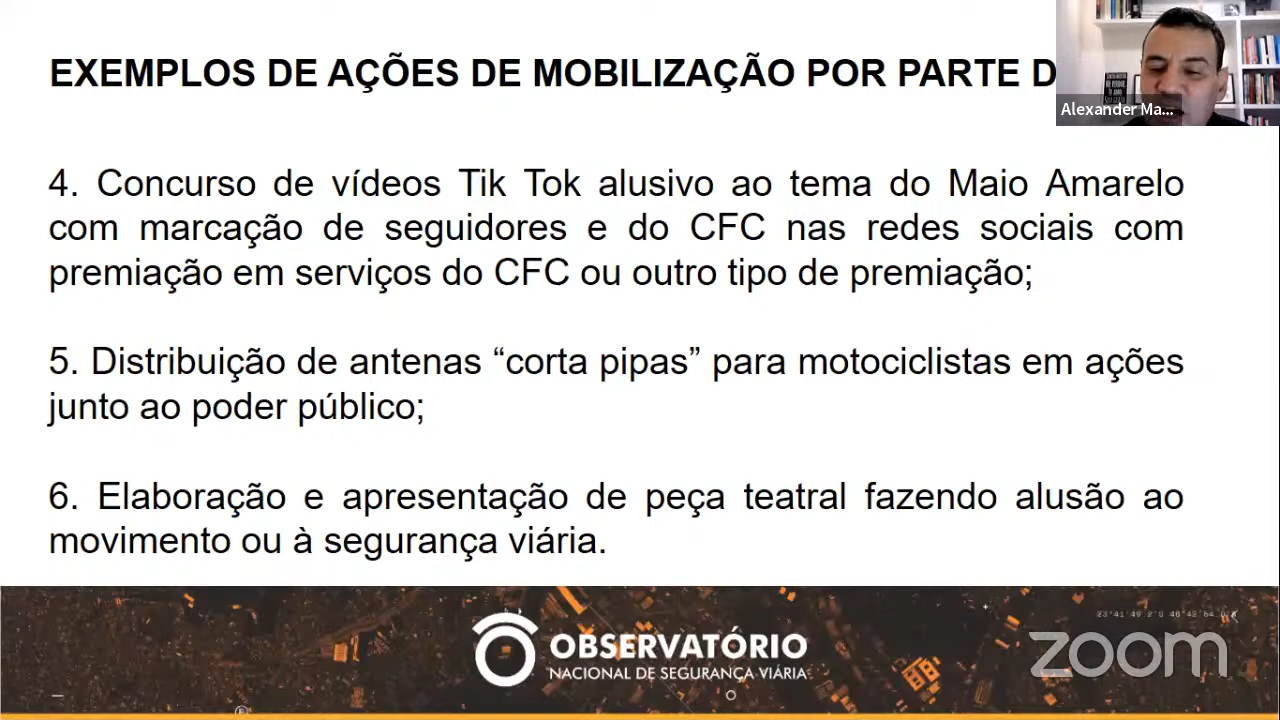 EXEMPLOS DE AÇÕES DE MOBILIZAÇÃO POR PARTE D
Alexander Ma...
4. Concurso de vídeos Tik Tok alusivo ao tema do Maio Amarelo
com marcação de seguidores e do CFC nas redes sociais com
premiação em serviços do CFC ou outro tipo de premiação;
5. Distribuição de antenas “corta pipas” para motociclistas em ações
junto ao poder público;
6. Elaboração e apresentação de peça teatral fazendo alusão ao
movimento ou à segurança viária.
OBSERVATÓRIO
NACIONAL DE SEGURANÇA VIÁRIA
zoom